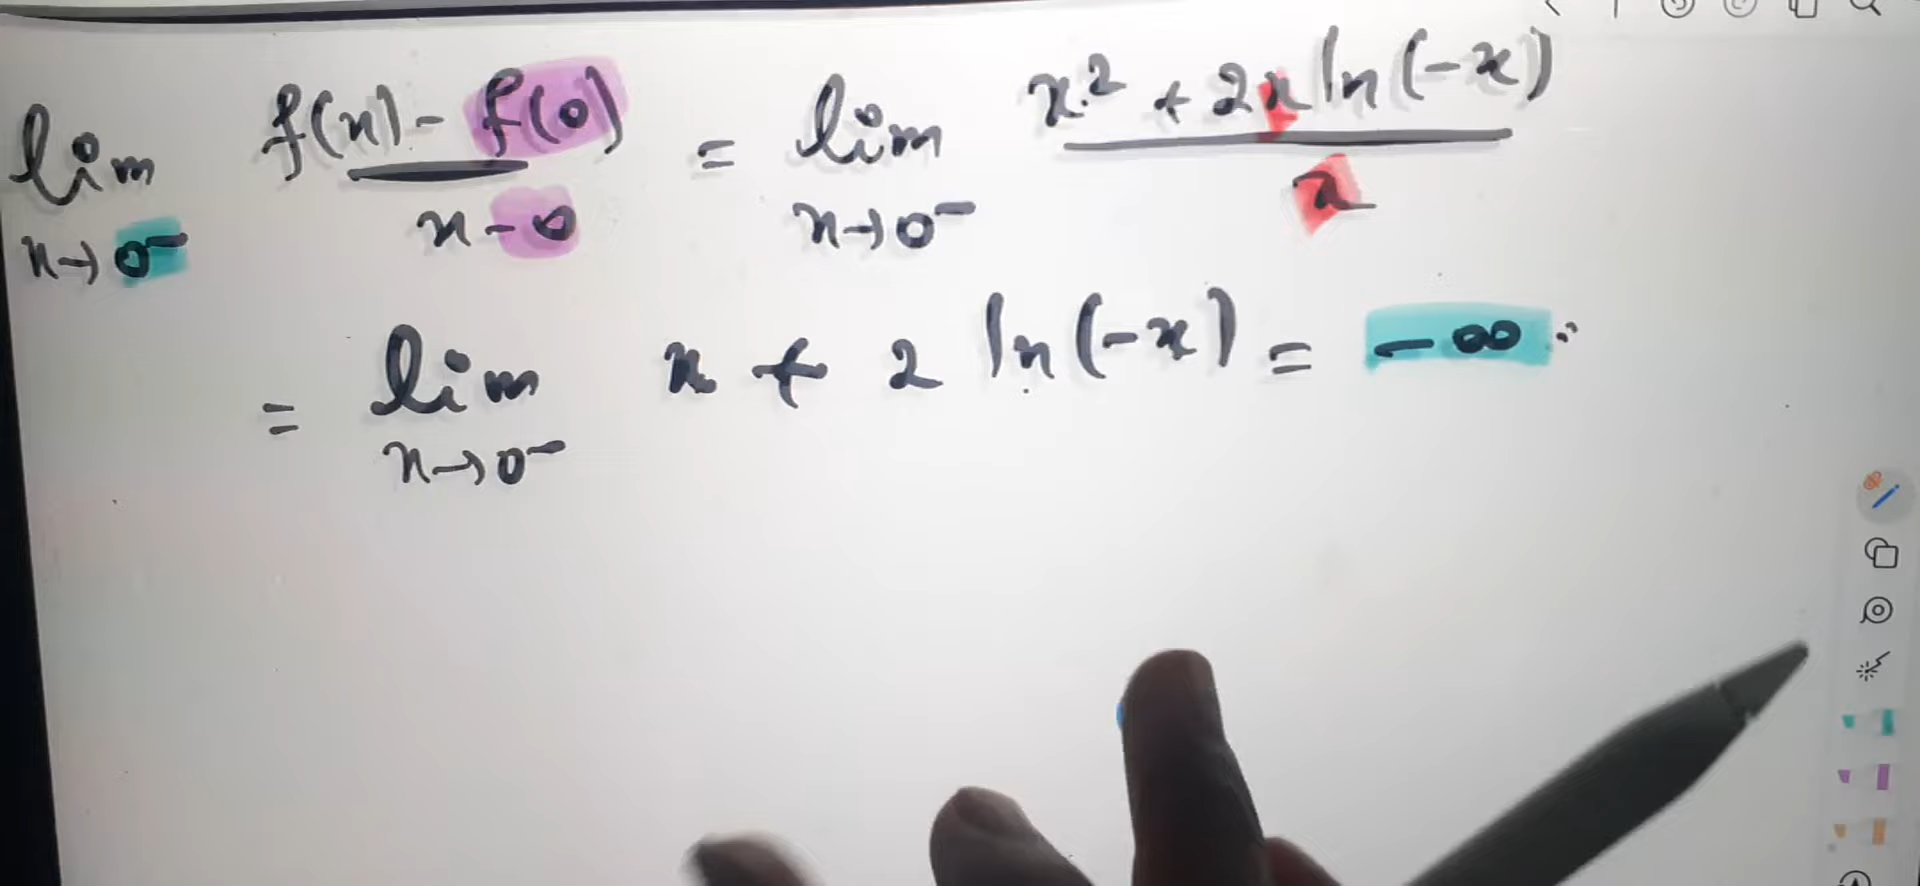 lim x→0⁻ (f(x) - f(0))/(x - 0) = lim x→0⁻ (x² + 2x ln(-x))/x
= lim x→0⁻ x + 2 ln(-x) = -∞